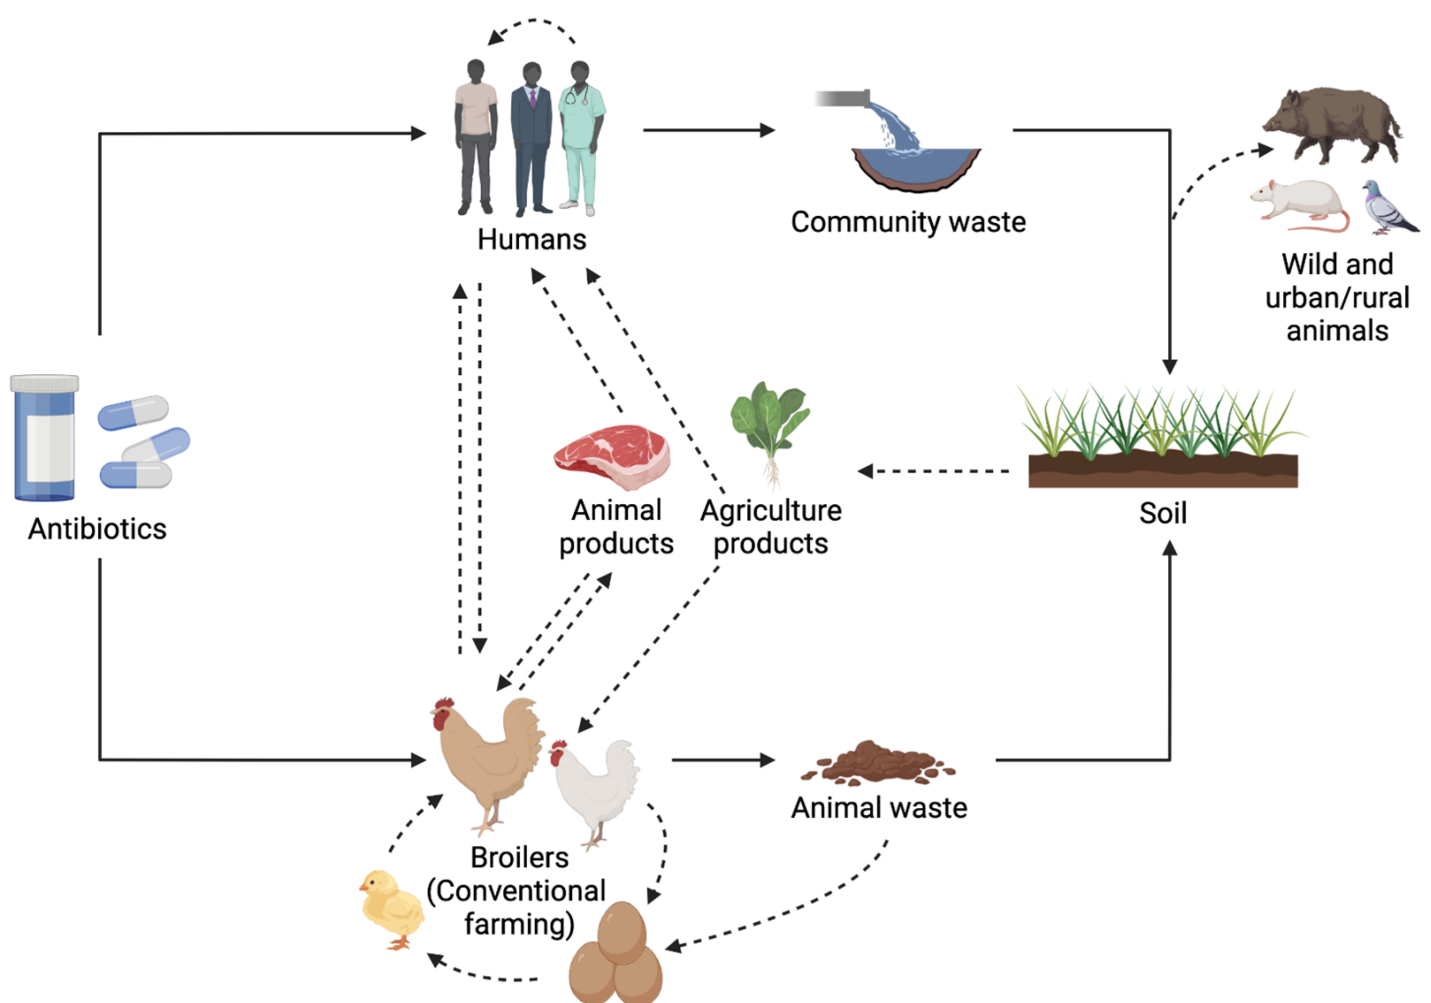 Humans
Community waste
Wild and
urban/rural
animals
Antibiotics
Animal
products
Agriculture
products
Soil
Broilers
(Conventional
farming)
Animal waste